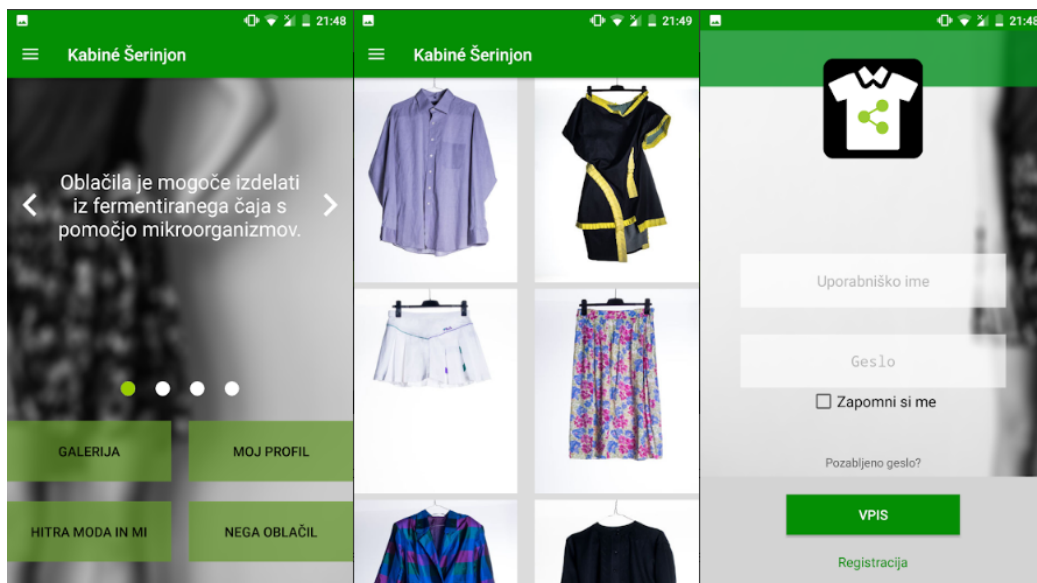 21:48
Kabiné Šerinjon
Oblačila je mogoče izdelati
iz fermentiranega čaja s
pomočjo mikroorganizmov.
GALERIJA
MOJ PROFIL
HITRA MODA IN MI
NEGA OBLAČIL
21:49
Kabiné Šerinjon
FILA
21:48
Uporabniško ime
Geslo
Zapomni si me
Pozabljeno geslo?
VPIS
Registracija